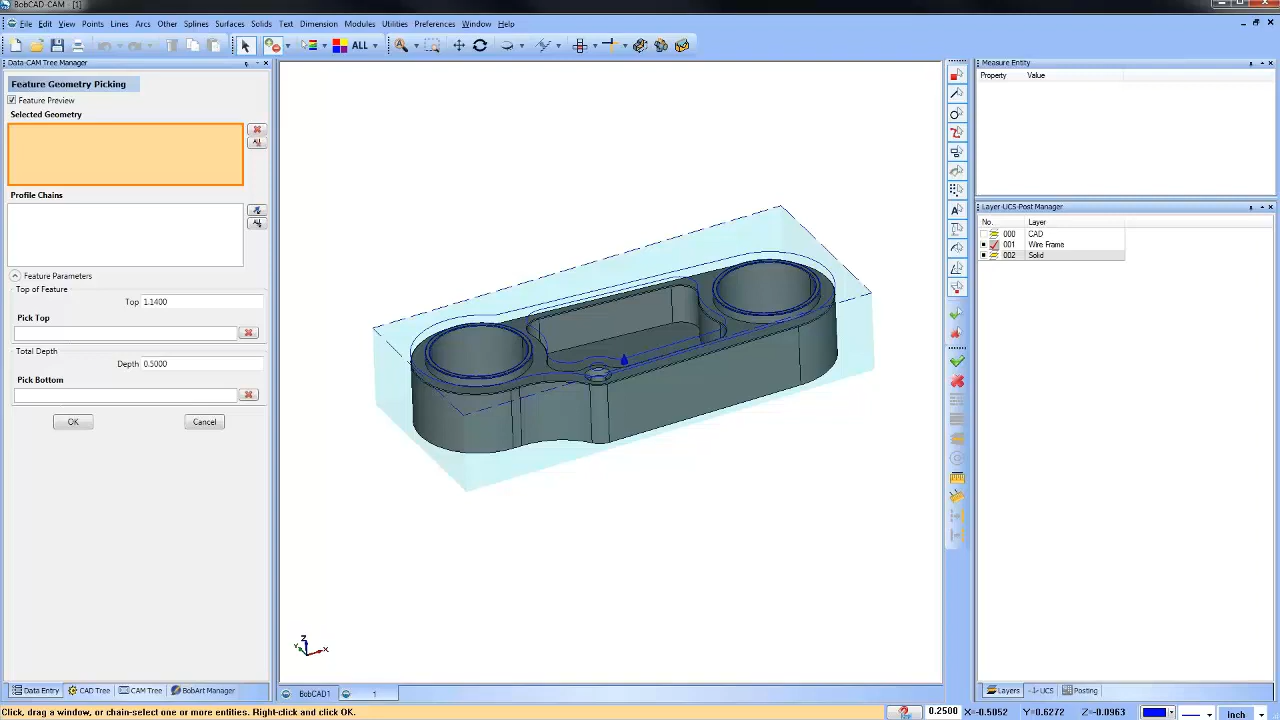 BobCAD-CAM - [1]
File Edit View Points Lines Arcs Other Splines Surfaces Solids Text Dimension Modules Utilities Preferences Window Help
ALL
Data-CAM Tree Manager
Feature Geometry Picking
Feature Preview
Selected Geometry
All
Profile Chains
Feature Parameters
Top of Feature
Top 1.1400
Pick Top
Total Depth
Depth 0.5000
Pick Bottom
OK Cancel
Data Entry CAD Tree CAM Tree BobArt Manager
Z
Y X
BobCAD1 1
Measure Entity
Property Value
Layer-UCS-Post Manager
No. Layer
000 CAD
001 Wire Frame
002 Solid
Layers UCS Posting
Click, drag a window, or chain-select one or more entities. Right-click and click OK.
0.2500 X=-0.5052 Y=0.6272 Z=-0.0963 Inch